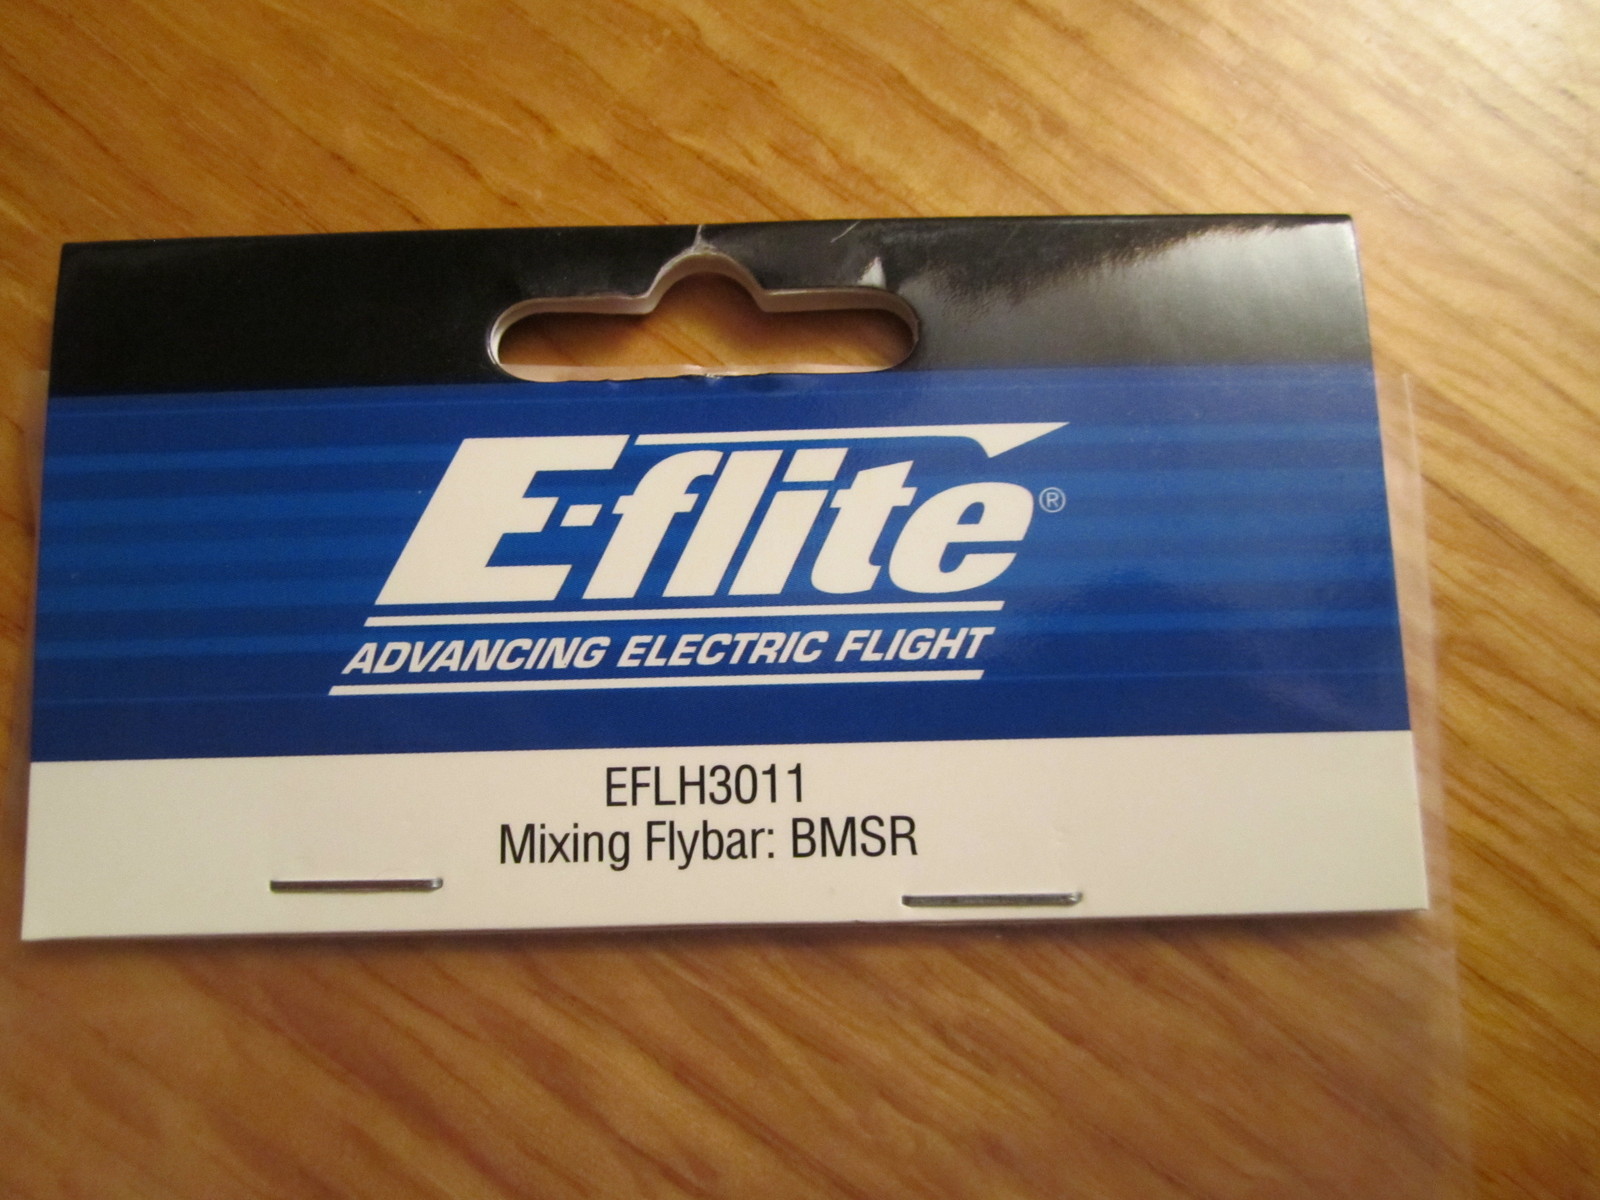 E-flite®
ADVANCING ELECTRIC FLIGHT
EFLH3011
Mixing Flybar: BMSR